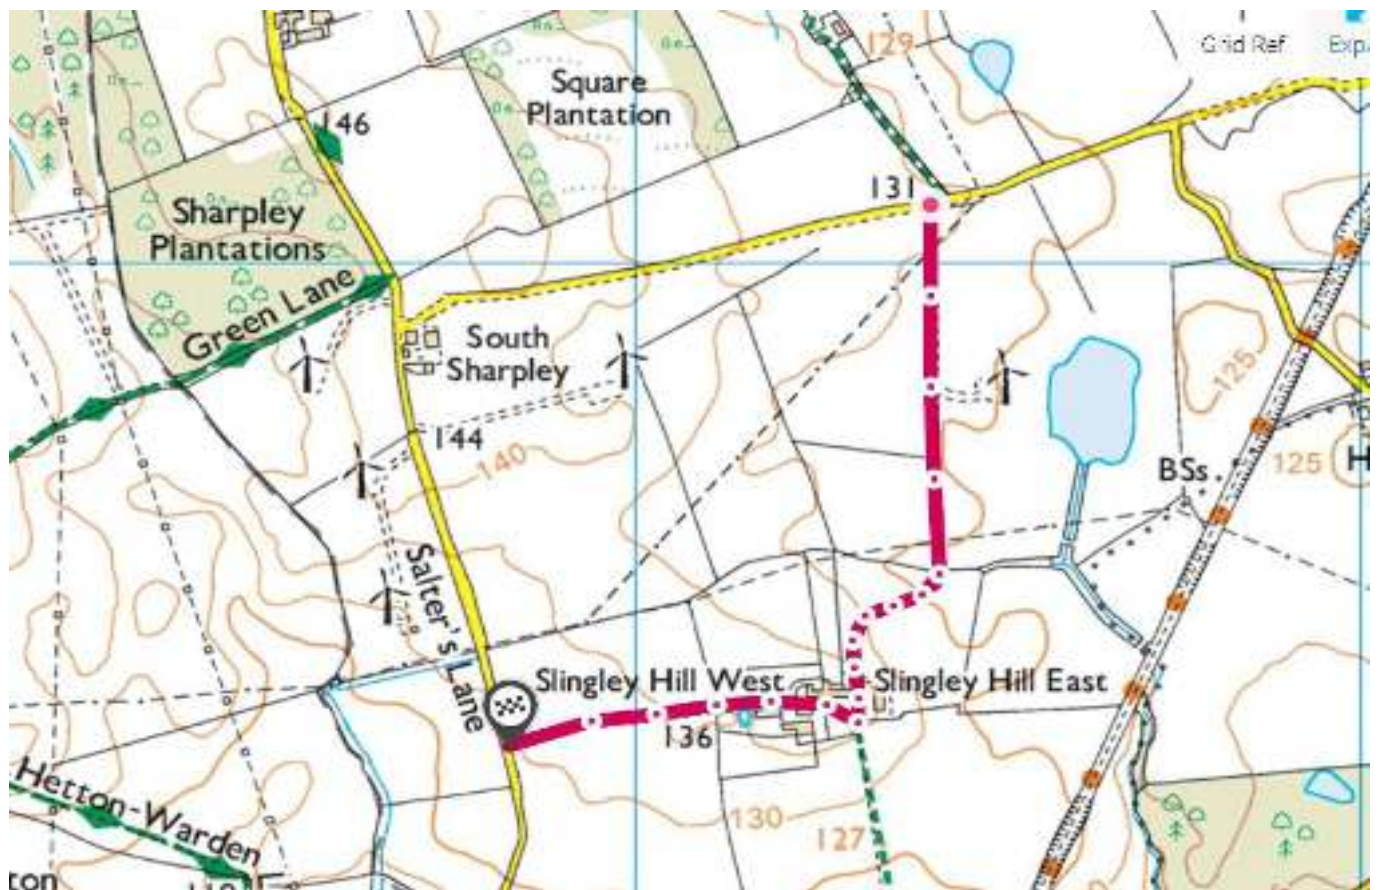 129
Grid Ref
Square
Plantation
146
131
Sharpley
Plantations
Green Lane
South
Sharpley
125
144
140
BSs
125
H
Salter's Lane
Slingley Hill West
Slingley Hill East
136
Hetton-Warden
130
127
ton